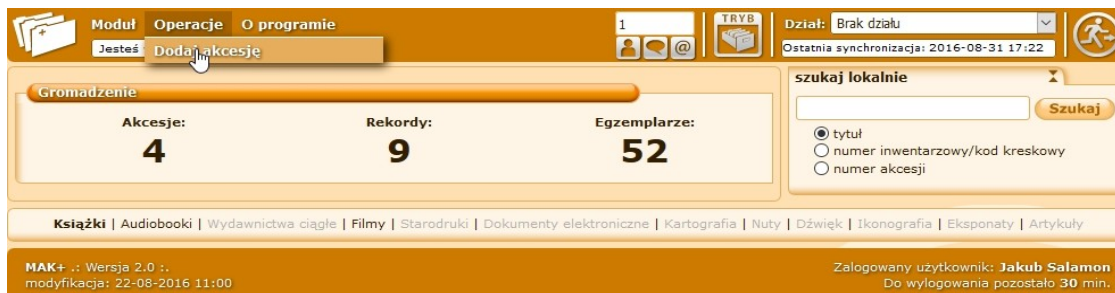 Moduł Operacje O programie
Jesteś
Dodaj akcesję
1
TRYB
Dział: Brak działu
Ostatnia synchronizacja: 2016-08-31 17:22
Gromadzenie
Akcesje: Rekordy: Egzemplarze:
4 9 52
szukaj lokalnie
Szukaj
tytuł
numer inwentarzowy/kod kreskowy
numer akcesji
Książki | Audiobooki | Wydawnictwa ciągłe | Filmy | Starodruki | Dokumenty elektroniczne | Kartografia | Nuty | Dźwięk | Ikonografia | Eksponaty | Artykuły
MAK+ .: Wersja 2.0 :.
modyfikacja: 22-08-2016 11:00
Zalogowany użytkownik: Jakub Salamon
Do wylogowania pozostało 30 min.